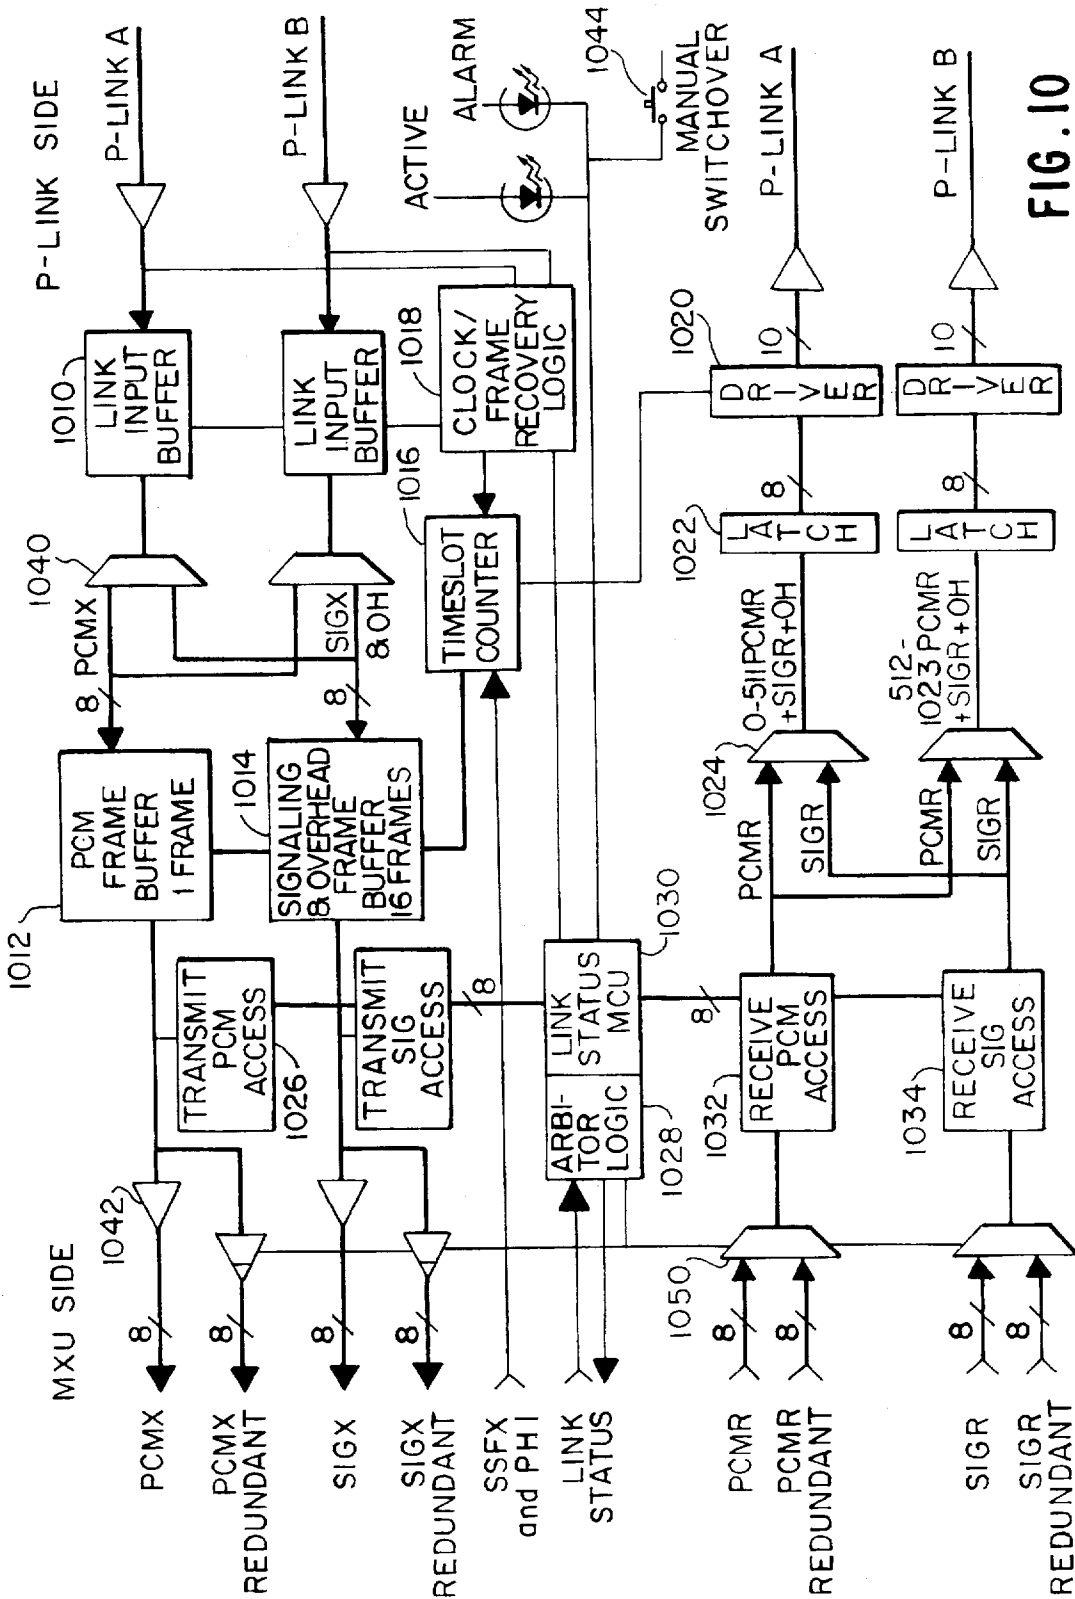 P-LINK SIDE
P-LINK A
P-LINK B
ACTIVE
ALARM
1044
MANUAL
SWITCHOVER
P-LINK A
P-LINK B
FIG. 10
1010
LINK
INPUT
BUFFER
LINK
INPUT
BUFFER
1018
CLOCK/
FRAME
RECOVERY
LOGIC
1020
DRIVER
10
DRIVER
10
1040
PCMX
8
SIGX
& OH
8
1016
TIMESLOT
COUNTER
1022
LATCH
8
LATCH
8
1012
PCM
FRAME
BUFFER
1 FRAME
1014
SIGNALING
& OVERHEAD
FRAME
BUFFER
16 FRAMES
1024
0-511 PCMR
+SIGR+OH
512-
1023 PCMR
+SIGR+OH
PCMR
SIGR
PCMR
SIGR
TRANSMIT
PCM
ACCESS
1026
TRANSMIT
SIG
ACCESS
8
1030
LINK
STATUS
MCU
ARBI-
TOR
LOGIC
1028
8
RECEIVE
PCM
ACCESS
1032
RECEIVE
SIG
ACCESS
1034
MXU SIDE
1042
8
8
8
8
1050
8
8
8
8
PCMX
PCMX
REDUNDANT
SIGX
SIGX
REDUNDANT
SSFX
and PHI
LINK
STATUS
PCMR
PCMR
REDUNDANT
SIGR
SIGR
REDUNDANT